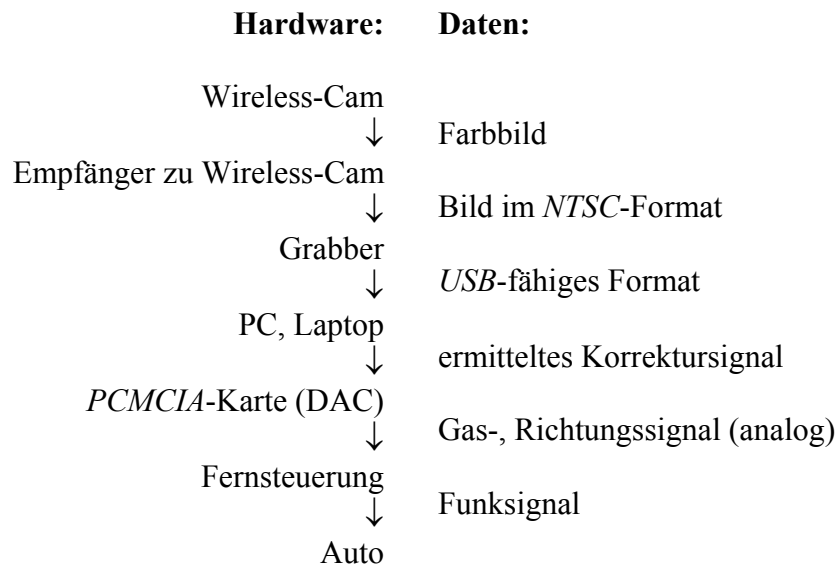 Hardware: Daten:
Wireless-Cam
↓ Farbbild
Empfänger zu Wireless-Cam
↓ Bild im NTSC-Format
Grabber
↓ USB-fähiges Format
PC, Laptop
↓ ermitteltes Korrektursignal
PCMCIA-Karte (DAC)
↓ Gas-, Richtungssignal (analog)
Fernsteuerung
↓ Funksignal
Auto